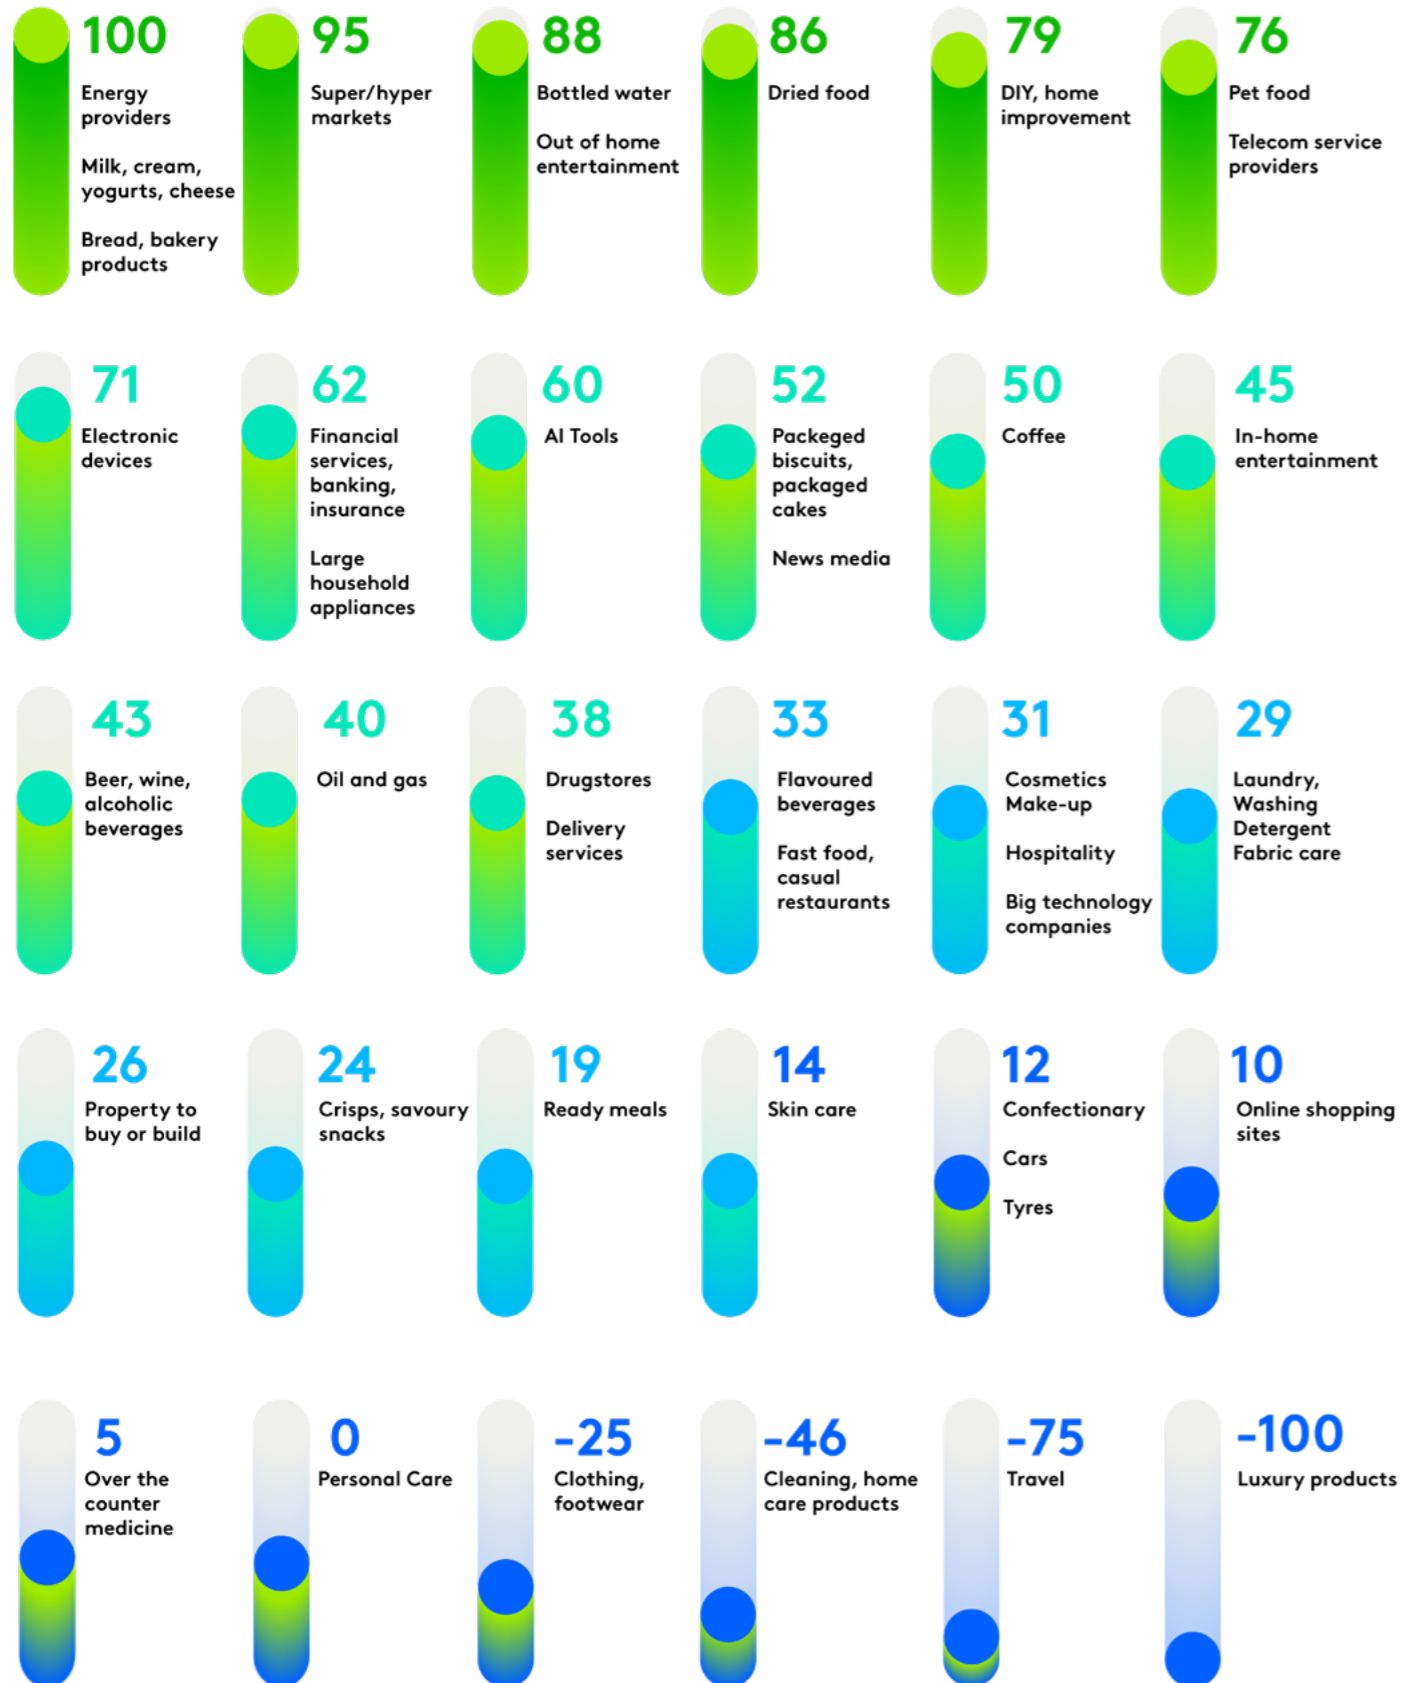 100
Energy
providers
Milk, cream,
yogurts, cheese
Bread, bakery
products
95
Super/hyper
markets
88
Bottled water
Out of home
entertainment
86
Dried food
79
DIY, home
improvement
76
Pet food
Telecom service
providers
71
Electronic
devices
62
Financial
services,
banking,
insurance
Large
household
appliances
60
AI Tools
52
Packeged
biscuits,
packaged
cakes
News media
50
Coffee
45
In-home
entertainment
43
Beer, wine,
alcoholic
beverages
40
Oil and gas
38
Drugstores
Delivery
services
33
Flavoured
beverages
Fast food,
casual
restaurants
31
Cosmetics
Make-up
Hospitality
Big technology
companies
29
Laundry,
Washing
Detergent
Fabric care
26
Property to
buy or build
24
Crisps, savoury
snacks
19
Ready meals
14
Skin care
12
Confectionary
Cars
Tyres
10
Online shopping
sites
5
Over the
counter
medicine
0
Personal Care
-25
Clothing,
footwear
-46
Cleaning, home
care products
-75
Travel
-100
Luxury products